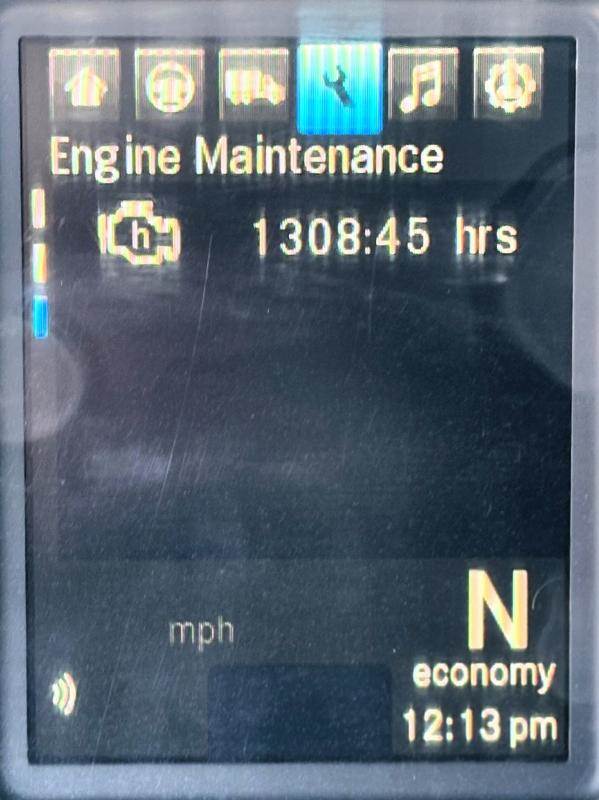 Engine Maintenance
h 1308:45 hrs
N
mph
economy
12:13 pm